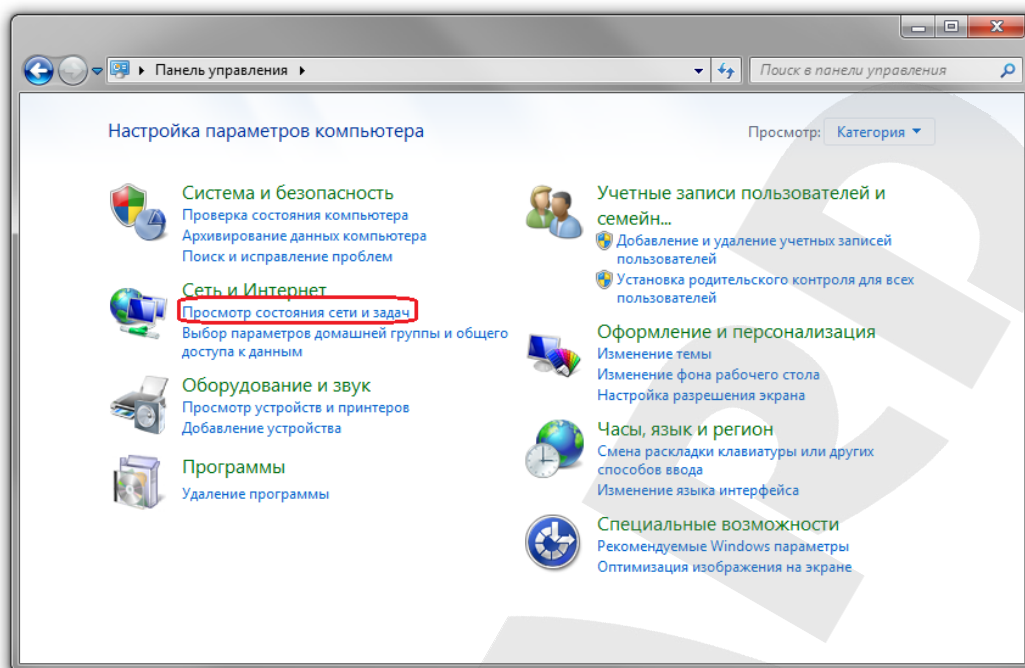 Панель управления
Поиск в панели управления
Настройка параметров компьютера
Просмотр: Категория
Система и безопасность
Проверка состояния компьютера
Архивирование данных компьютера
Поиск и исправление проблем
Сеть и Интернет
Просмотр состояния сети и задач
Выбор параметров домашней группы и общего
доступа к данным
Оборудование и звук
Просмотр устройств и принтеров
Добавление устройства
Программы
Удаление программы
Учетные записи пользователей и
семейн...
Добавление и удаление учетных записей
пользователей
Установка родительского контроля для всех
пользователей
Оформление и персонализация
Изменение темы
Изменение фона рабочего стола
Настройка разрешения экрана
Часы, язык и регион
Смена раскладки клавиатуры или других
способов ввода
Изменение языка интерфейса
Специальные возможности
Рекомендуемые Windows параметры
Оптимизация изображения на экране